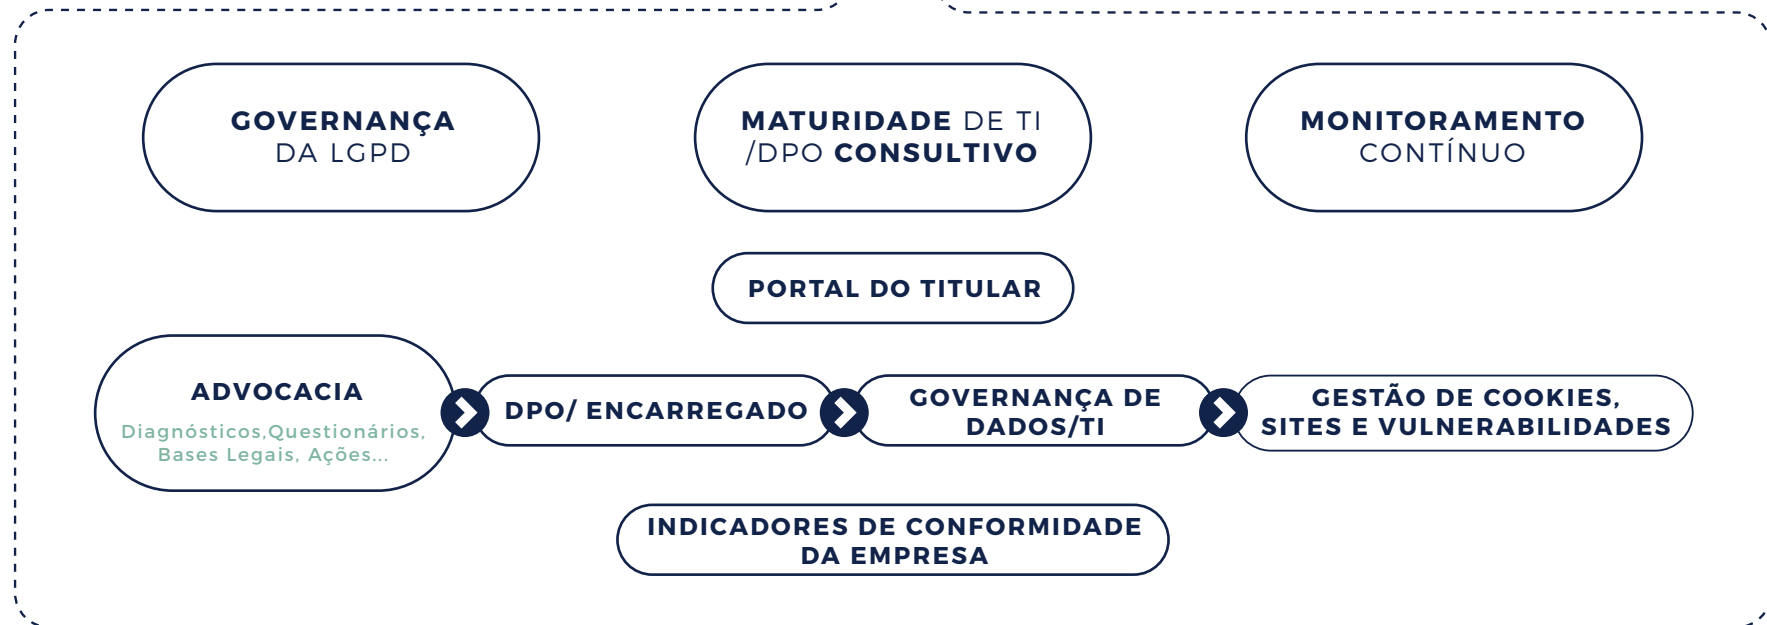 GOVERNANÇA
DA LGPD
MATURIDADE DE TI
/DPO CONSULTIVO
MONITORAMENTO
CONTÍNUO
PORTAL DO TITULAR
ADVOCACIA
Diagnósticos,Questionários,
Bases Legais, Ações...
DPO/ ENCARREGADO
GOVERNANÇA DE
DADOS/TI
GESTÃO DE COOKIES,
SITES E VULNERABILIDADES
INDICADORES DE CONFORMIDADE
DA EMPRESA